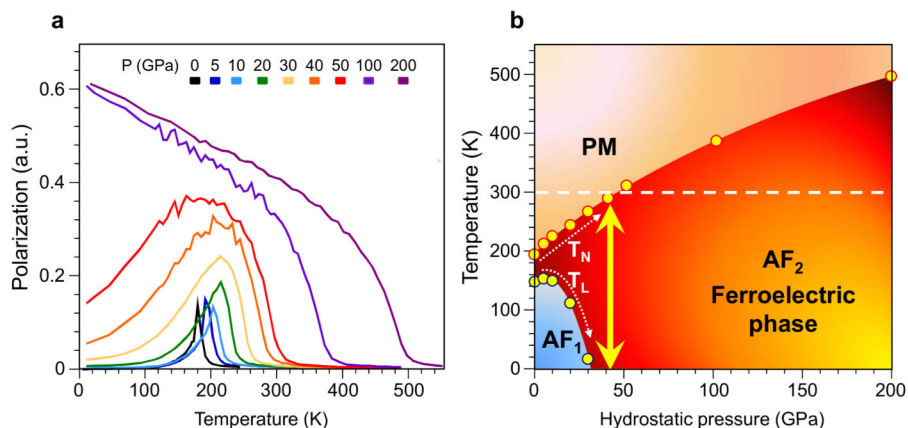 a
P (GPa) 0 5 10 20 30 40 50 100 200
Polarization (a.u.)
0.6
0.4
0.2
0
0 100 200 300 400 500
Temperature (K)
b
Temperature (K)
500
400
300
200
100
0
PM
T_N
T_L
AF₂
Ferroelectric
phase
AF₁
0 50 100 150 200
Hydrostatic pressure (GPa)